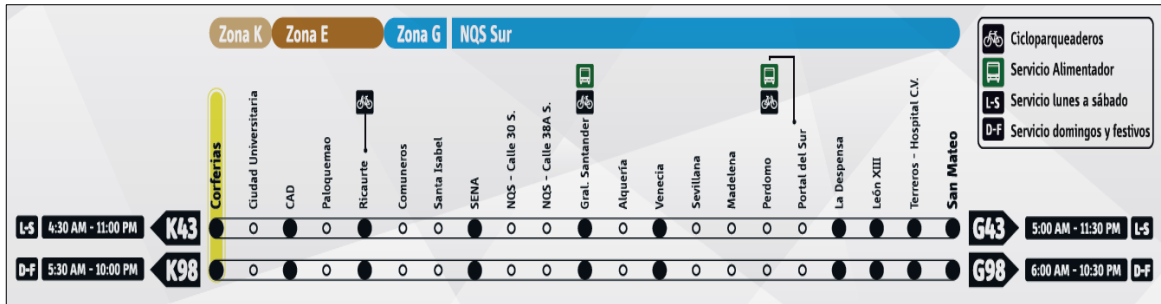 Zona K Zona E Zona G NQS Sur
Cicloparqueaderos
Servicio Alimentador
L-S Servicio lunes a sábado
D-F Servicio domingos y festivos
Corferias
Ciudad Universitaria
CAD
Paloquemao
Ricaurte
Comuneros
Santa Isabel
SENA
NQS - Calle 30 S.
NQS - Calle 38A S.
Gral. Santander
Alquería
Venecia
Sevillana
Madelena
Perdomo
Portal del Sur
La Despensa
León XIII
Terreros - Hospital C.V.
San Mateo
L-S 4:30 AM - 11:00 PM K43 G43 5:00 AM - 11:30 PM L-S
D-F 5:30 AM - 10:00 PM K98 G98 6:00 AM - 10:30 PM D-F